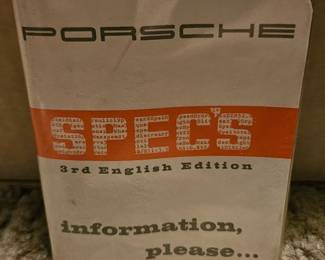 PORSCHE
SPEC'S
3rd English Edition
information,
please...